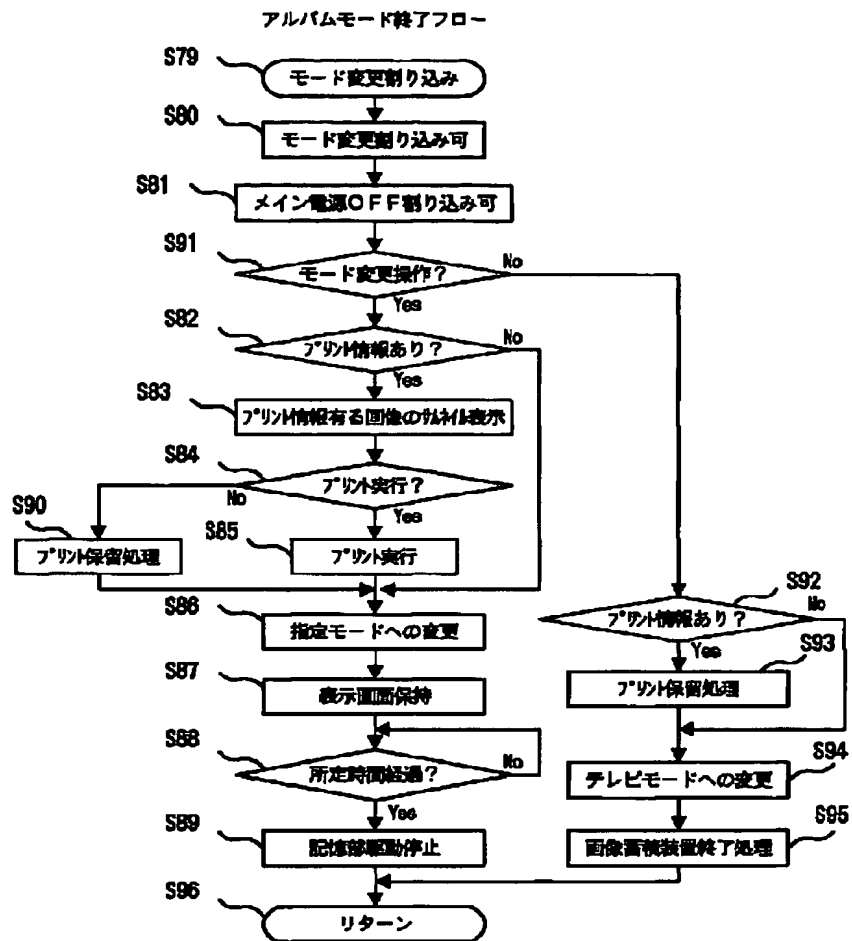 アルバムモード終了フロー
S79
モード変更割り込み
S80
モード変更割り込み可
S81
メイン電源OFF割り込み可
S91
モード変更操作?
No
Yes
S82
プリント情報あり?
No
Yes
S83
プリント情報有る画像のサムネイル表示
S84
プリント実行?
No
Yes
S90
プリント保留処理
S85
プリント実行
S86
指定モードへの変更
S87
表示画面保持
S88
所定時間経過?
No
Yes
S89
記憶部駆動停止
S92
プリント情報あり?
No
Yes
S93
プリント保留処理
S94
テレビモードへの変更
S95
画像蓄積装置終了処理
S96
リターン